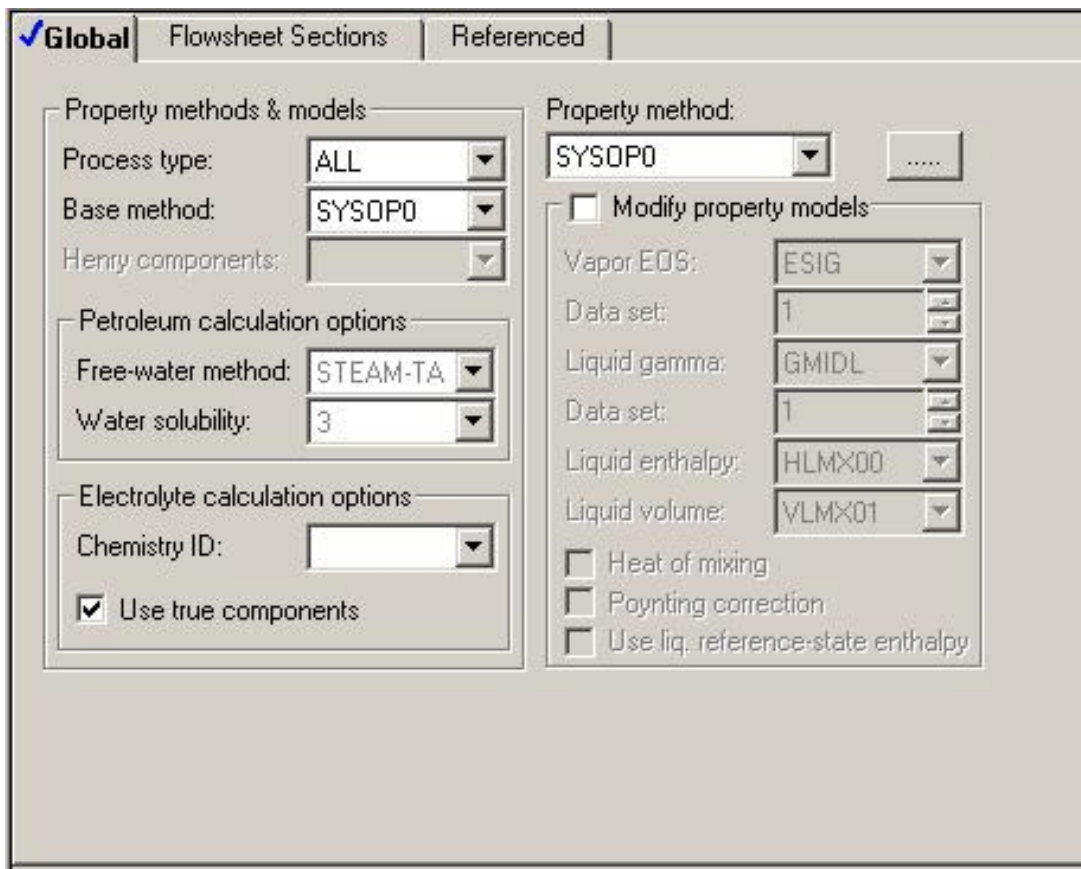 Global Flowsheet Sections Referenced
Property methods & models
Process type: ALL
Base method: SYSOP0
Henry components:
Petroleum calculation options
Free-water method: STEAM-TA
Water solubility: 3
Electrolyte calculation options
Chemistry ID:
Use true components
Property method:
SYSOP0 .....
Modify property models
Vapor EOS: ESIG
Data set: 1
Liquid gamma: GMIDL
Data set: 1
Liquid enthalpy: HLMX00
Liquid volume: VLMX01
Heat of mixing
Poynting correction
Use liq. reference-state enthalpy